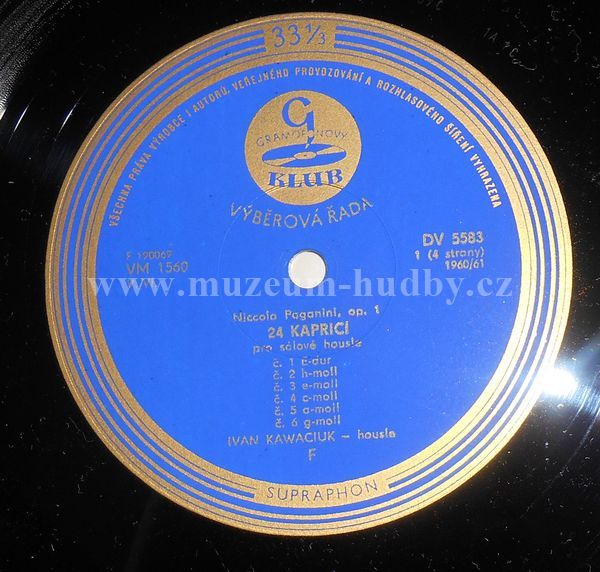 33⅓
VŠECHNA PRÁVA VÝROBCE I AUTORŮ, VEŘEJNÉHO PROVOZOVÁNÍ A ROZHLASOVÉHO ŠÍŘENÍ VYHRAZENA
G
GRAMOFONOVÝ
KLUB
VÝBĚROVÁ ŘADA
F 190069
VM 1560
DV 5583
1 (4 strany)
1960/61
www.muzeum-hudby.cz
Niccolo Paganini, op. 1
24 KAPRICÍ
pro sólové housle
č. 1 E-dur
č. 2 h-moll
č. 3 e-moll
č. 4 c-moll
č. 5 a-moll
č. 6 g-moll
IVAN KAWACIUK – housle
F
SUPRAPHON